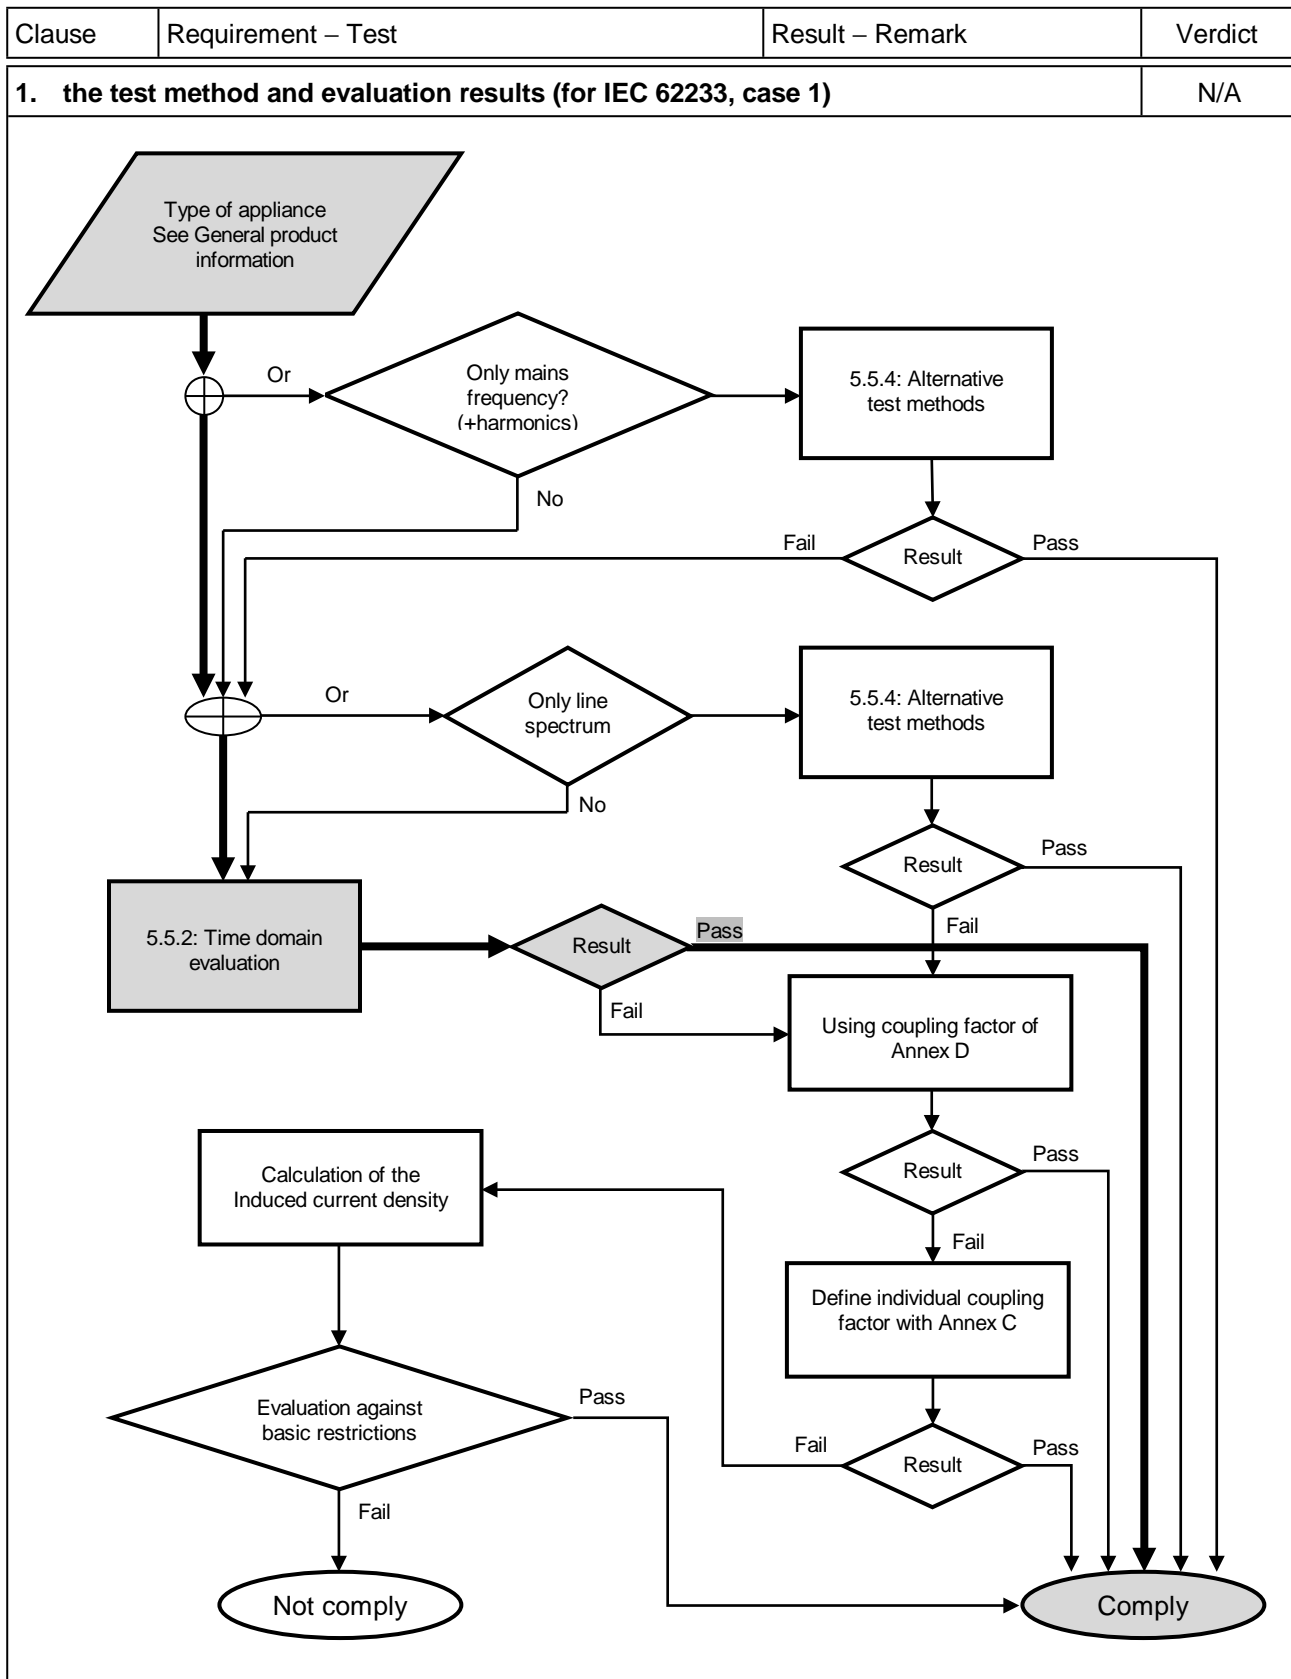 Clause Requirement – Test Result – Remark Verdict
1. the test method and evaluation results (for IEC 62233, case 1) N/A
Type of appliance
See General product
information
Or
Only mains
frequency?
(+harmonics)
5.5.4: Alternative
test methods
No
Fail
Result
Pass
Or
Only line
spectrum
5.5.4: Alternative
test methods
No
Result
Pass
Fail
5.5.2: Time domain
evaluation
Result
Pass
Fail
Using coupling factor of
Annex D
Result
Pass
Fail
Calculation of the
Induced current density
Define individual coupling
factor with Annex C
Evaluation against
basic restrictions
Pass
Fail
Fail
Result
Pass
Not comply
Comply